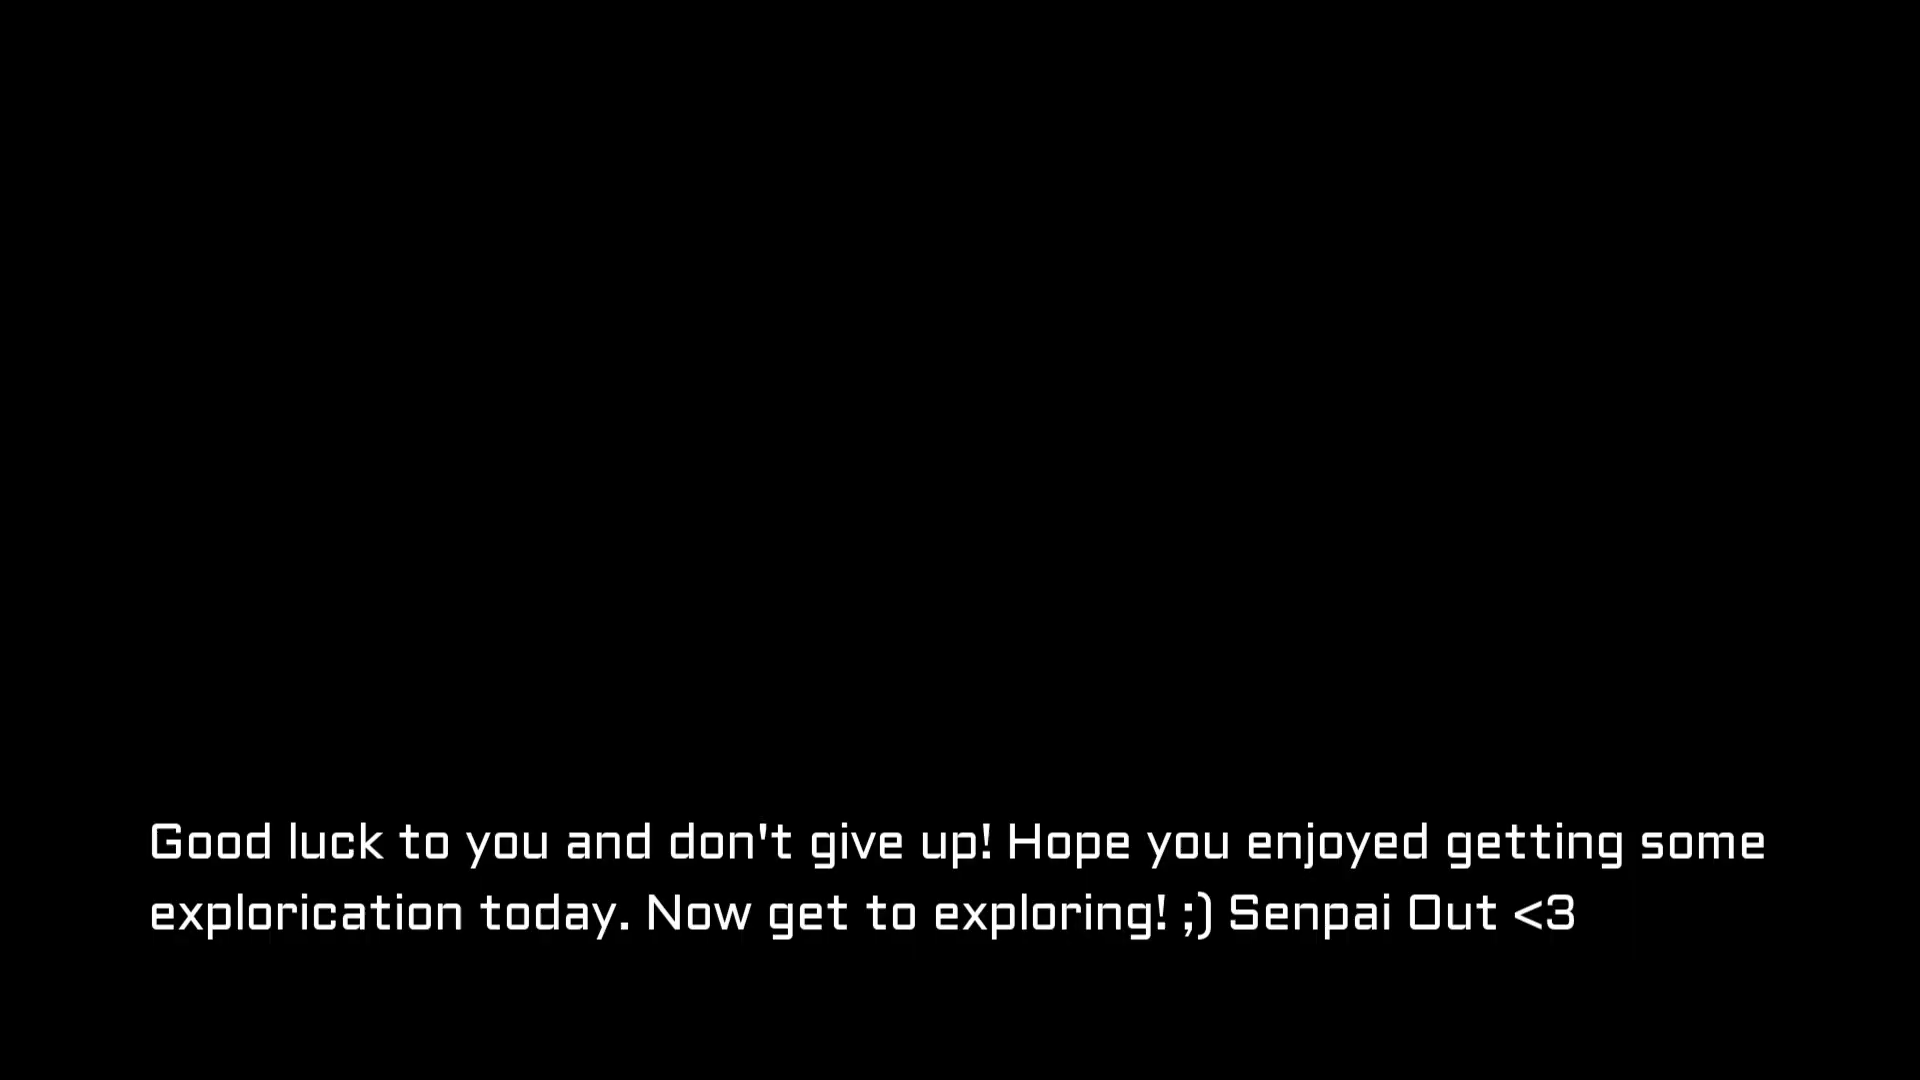 Good luck to you and don't give up! Hope you enjoyed getting some
explorication today. Now get to exploring! ;) Senpai Out <3